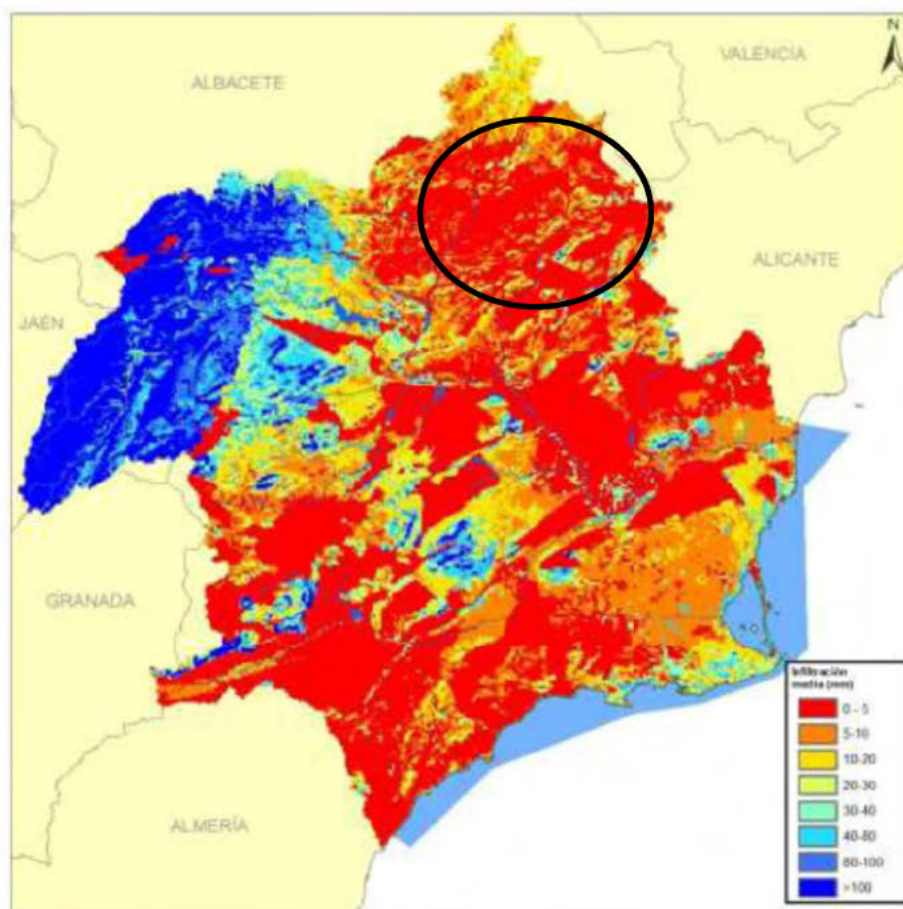 N
VALENCIA
ALBACETE
ALICANTE
JAÉN
GRANADA
ALMERÍA
Infiltración
media (mm)
0 - 5
5-10
10-20
20-30
30-40
40-80
60-100
>100